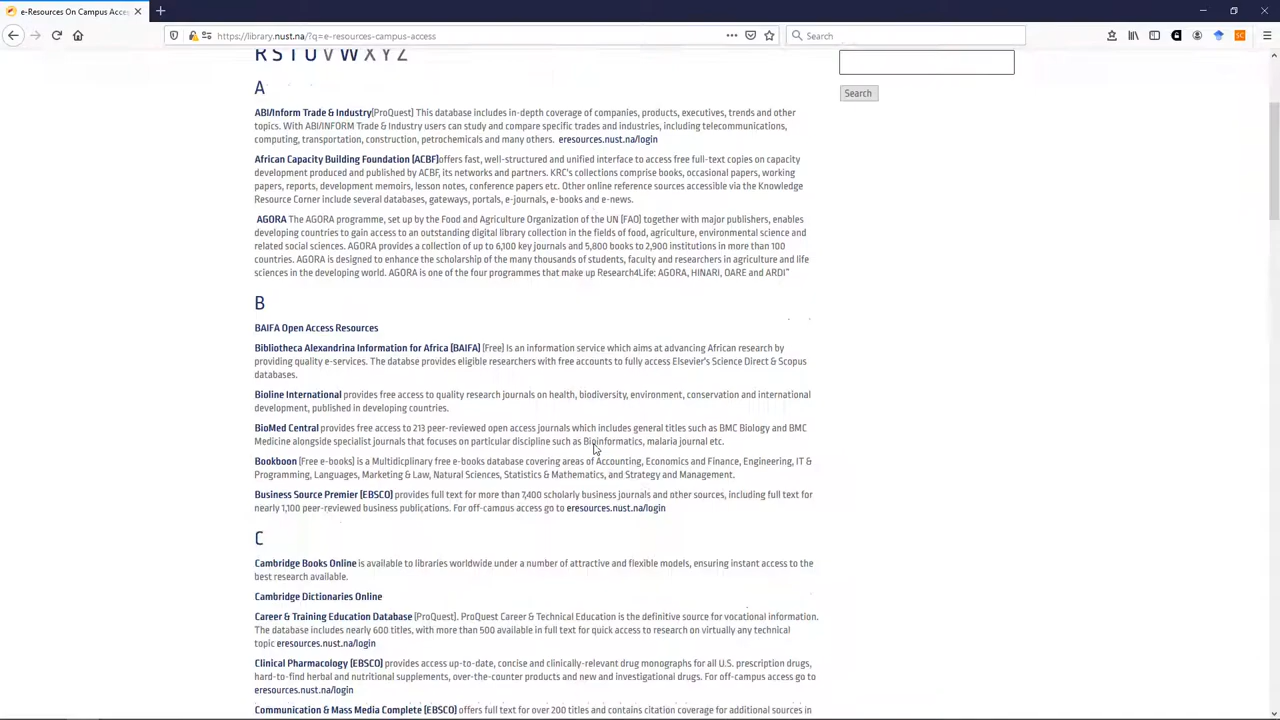 e-Resources On Campus Acces
https://library.nust.na/?q=e-resources-campus-access
Search
R S T U V W X Y Z
Search
A
ABI/Inform Trade & Industry(ProQuest) This database includes in-depth coverage of companies, products, executives, trends and other
topics. With ABI/INFORM Trade & Industry users can study and compare specific trades and industries, including telecommunications,
computing, transportation, construction, petrochemicals and many others. eresources.nust.na/login
African Capacity Building Foundation (ACBF)offers fast, well-structured and unified interface to access free full-text copies on capacity
development produced and published by ACBF, its networks and partners. KRC's collections comprise books, occasional papers, working
papers, reports, development memoirs, lesson notes, conference papers etc. Other online reference sources accessible via the Knowledge
Resource Corner include several databases, gateways, portals, e-journals, e-books and e-news.
AGORA The AGORA programme, set up by the Food and Agriculture Organization of the UN (FAO) together with major publishers, enables
developing countries to gain access to an outstanding digital library collection in the fields of food, agriculture, environmental science and
related social sciences. AGORA provides a collection of up to 6,100 key journals and 5,800 books to 2,900 institutions in more than 100
countries. AGORA is designed to enhance the scholarship of the many thousands of students, faculty and researchers in agriculture and life
sciences in the developing world. AGORA is one of the four programmes that make up Research4Life: AGORA, HINARI, OARE and ARDI"
B
BAIFA Open Access Resources
Bibliotheca Alexandrina Information for Africa (BAIFA) (Free) Is an information service which aims at advancing African research by
providing quality e-services. The databse provides eligible researchers with free accounts to fully access Elsevier's Science Direct & Scopus
databases.
Bioline International provides free access to quality research journals on health, biodiversity, environment, conservation and international
development, published in developing countries.
BioMed Central provides free access to 213 peer-reviewed open access journals which includes general titles such as BMC Biology and BMC
Medicine alongside specialist journals that focuses on particular discipline such as Bioinformatics, malaria journal etc.
Bookboon (Free e-books) is a Multidicplinary free e-books database covering areas of Accounting, Economics and Finance, Engineering, IT &
Programming, Languages, Marketing & Law, Natural Sciences, Statistics & Mathematics, and Strategy and Management.
Business Source Premier (EBSCO) provides full text for more than 7,400 scholarly business journals and other sources, including full text for
nearly 1,100 peer-reviewed business publications. For off-campus access go to eresources.nust.na/login
C
Cambridge Books Online is available to libraries worldwide under a number of attractive and flexible models, ensuring instant access to the
best research available.
Cambridge Dictionaries Online
Career & Training Education Database (ProQuest). ProQuest Career & Technical Education is the definitive source for vocational information.
The database includes nearly 600 titles, with more than 500 available in full text for quick access to research on virtually any technical
topic eresources.nust.na/login
Clinical Pharmacology (EBSCO) provides access up-to-date, concise and clinically-relevant drug monographs for all U.S. prescription drugs,
hard-to-find herbal and nutritional supplements, over-the-counter products and new and investigational drugs. For off-campus access go to
eresources.nust.na/login
Communication & Mass Media Complete (EBSCO) offers full text for over 200 titles and contains citation coverage for additional sources in